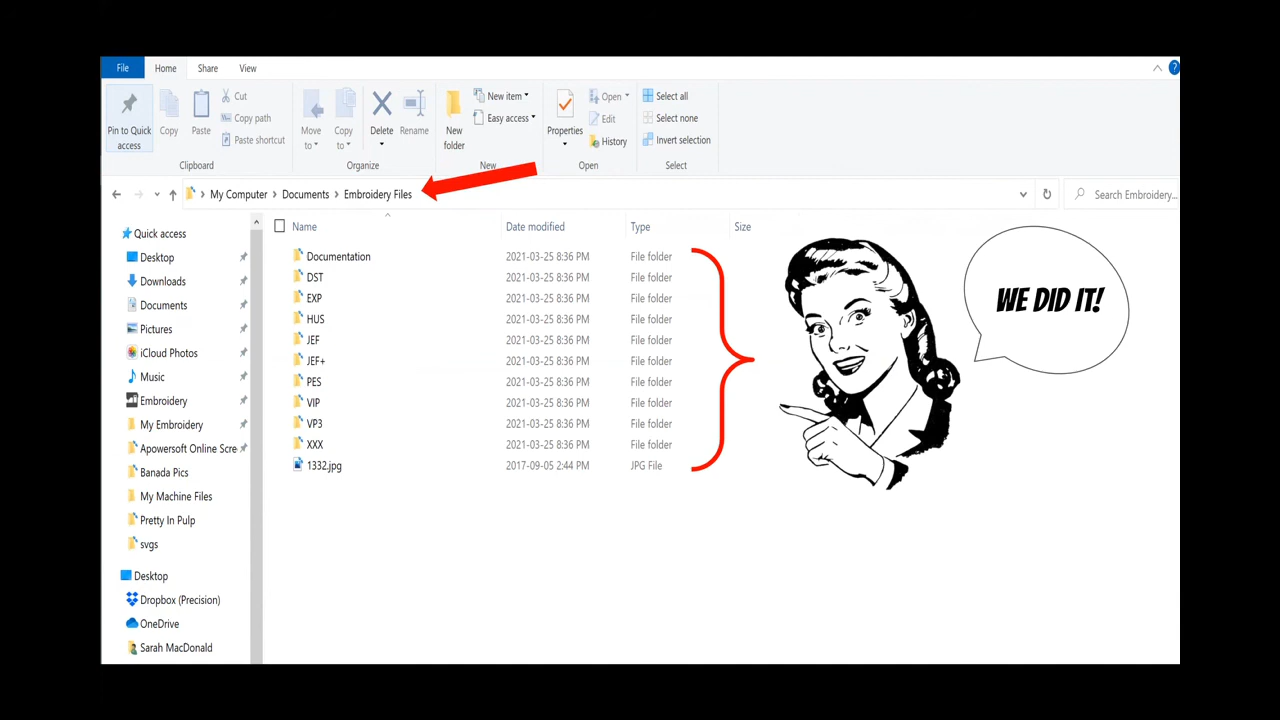 File Home Share View
?
Pin to Quick access
Copy
Paste
Cut
Copy path
Paste shortcut
Clipboard
Move to
Copy to
Delete
Rename
Organize
New folder
New item
Easy access
New
Properties
Open
Edit
History
Open
Select all
Select none
Invert selection
Select
My Computer > Documents > Embroidery Files
Search Embroidery...
Name Date modified Type Size
Documentation 2021-03-25 8:36 PM File folder
DST 2021-03-25 8:36 PM File folder
EXP 2021-03-25 8:36 PM File folder
HUS 2021-03-25 8:36 PM File folder
JEF 2021-03-25 8:36 PM File folder
JEF+ 2021-03-25 8:36 PM File folder
PES 2021-03-25 8:36 PM File folder
VIP 2021-03-25 8:36 PM File folder
VP3 2021-03-25 8:36 PM File folder
XXX 2021-03-25 8:36 PM File folder
1332.jpg 2017-09-05 2:44 PM JPG File
Quick access
Desktop
Downloads
Documents
Pictures
iCloud Photos
Music
Embroidery
My Embroidery
Apowersoft Online Scre
Banada Pics
My Machine Files
Pretty In Pulp
svgs
Desktop
Dropbox (Precision)
OneDrive
Sarah MacDonald
WE DID IT!